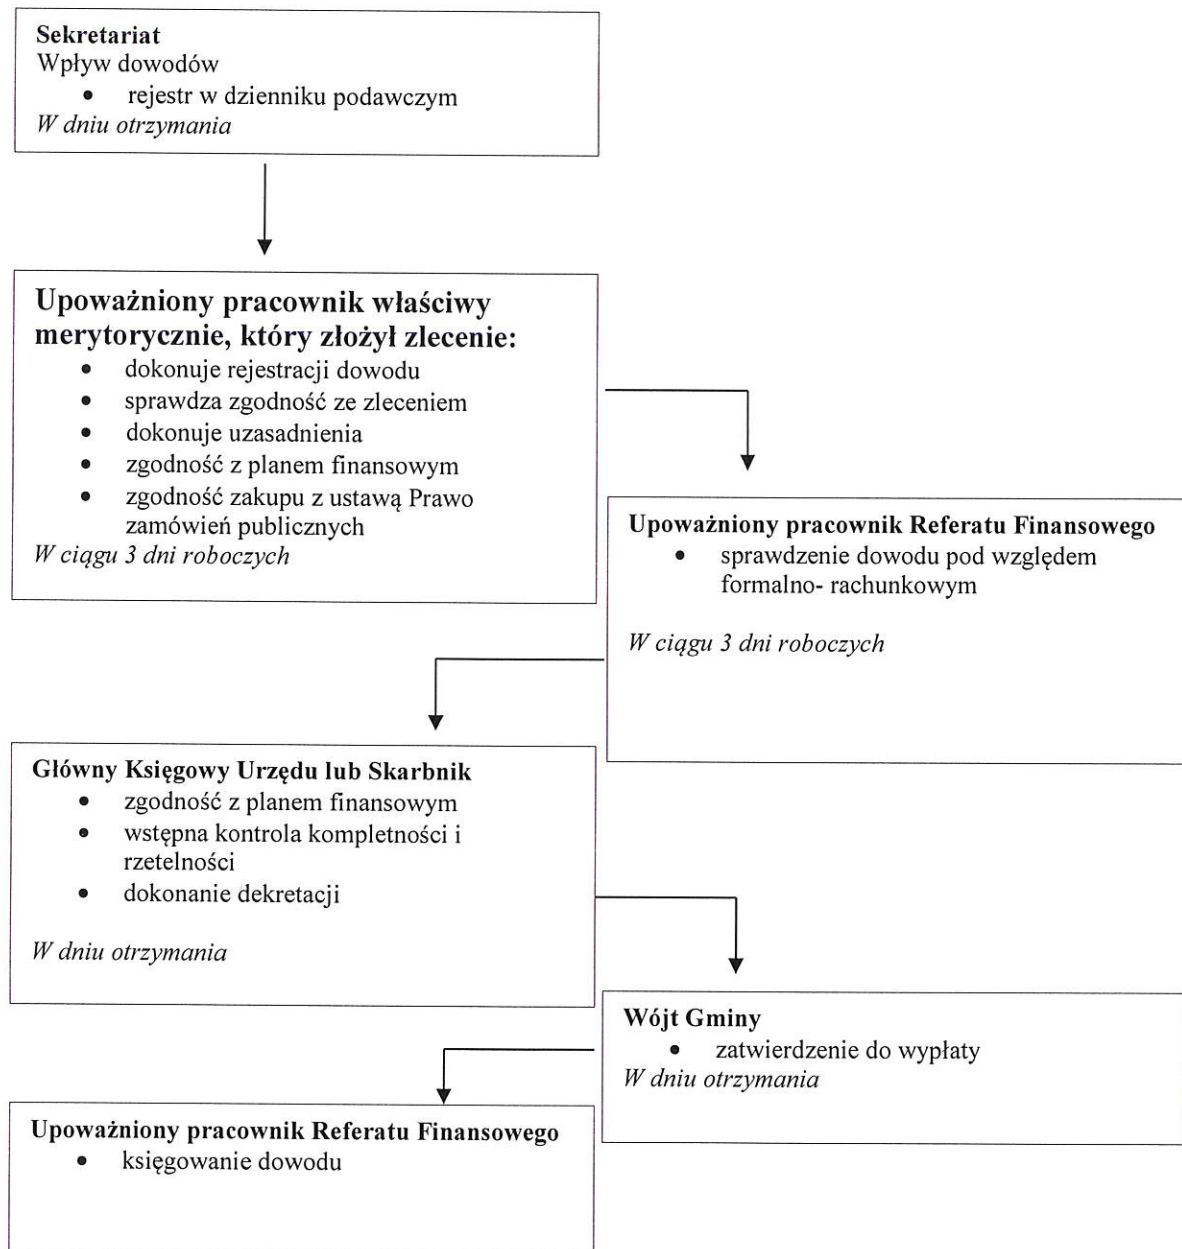 Sekretariat
Wpływ dowodów
• rejestr w dzienniku podawczym
W dniu otrzymania
Upoważniony pracownik właściwy
merytorycznie, który złożył zlecenie:
• dokonuje rejestracji dowodu
• sprawdza zgodność ze zleceniem
• dokonuje uzasadnienia
• zgodność z planem finansowym
• zgodność zakupu z ustawą Prawo
zamówień publicznych
W ciągu 3 dni roboczych
Upoważniony pracownik Referatu Finansowego
• sprawdzenie dowodu pod względem
formalno- rachunkowym
W ciągu 3 dni roboczych
Główny Księgowy Urzędu lub Skarbnik
• zgodność z planem finansowym
• wstępna kontrola kompletności i
rzetelności
• dokonanie dekretacji
W dniu otrzymania
Wójt Gminy
• zatwierdzenie do wypłaty
W dniu otrzymania
Upoważniony pracownik Referatu Finansowego
• księgowanie dowodu